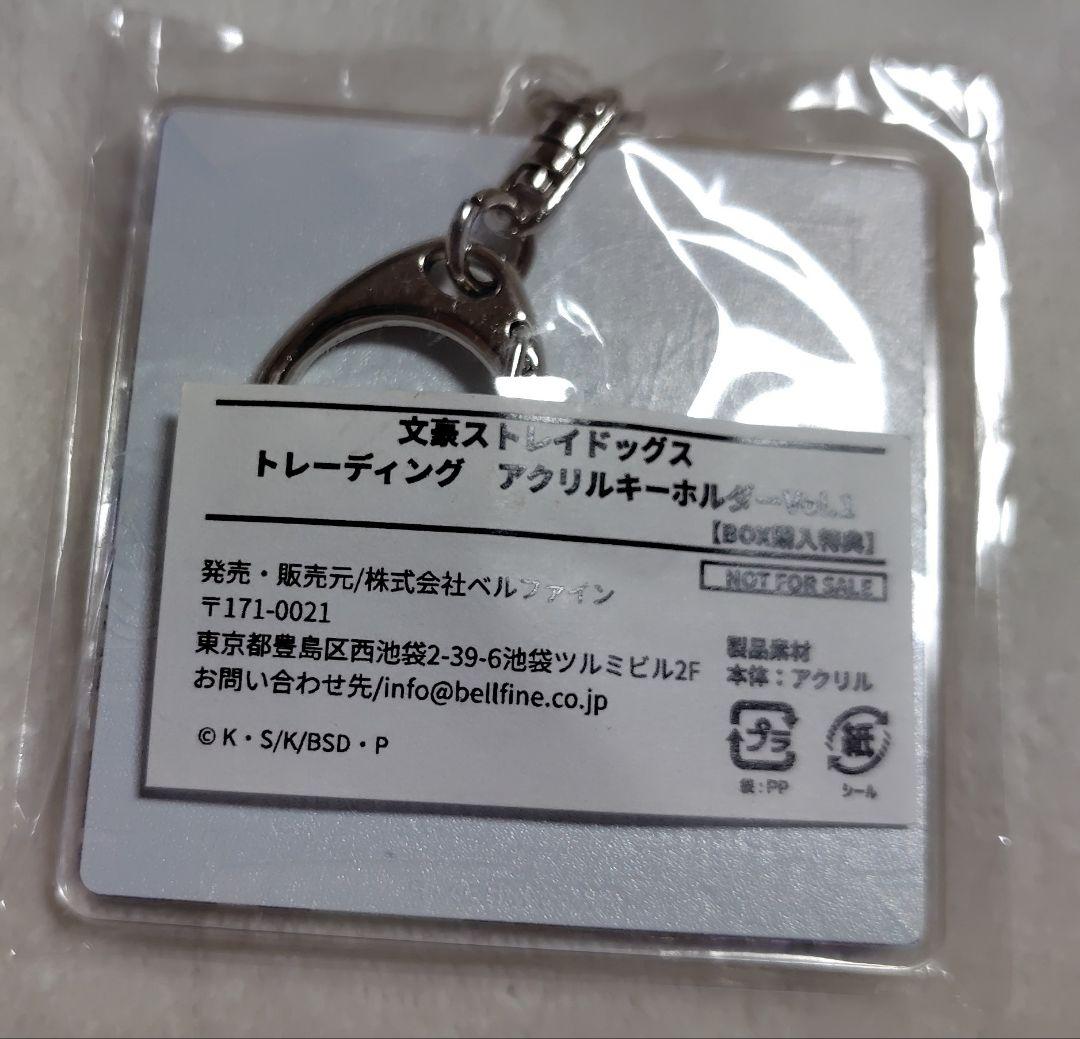 文豪ストレイドッグス
トレーディング　アクリルキーホルダーVol.1
【BOX購入特典】
NOT FOR SALE
発売・販売元/株式会社ベルファイン
〒171-0021
東京都豊島区西池袋2-39-6池袋ツルミビル2F
お問い合わせ先/info@bellfine.co.jp
© K・S/K/BSD・P
製品素材
本体：アクリル
プラ
袋：PP
紙
シール